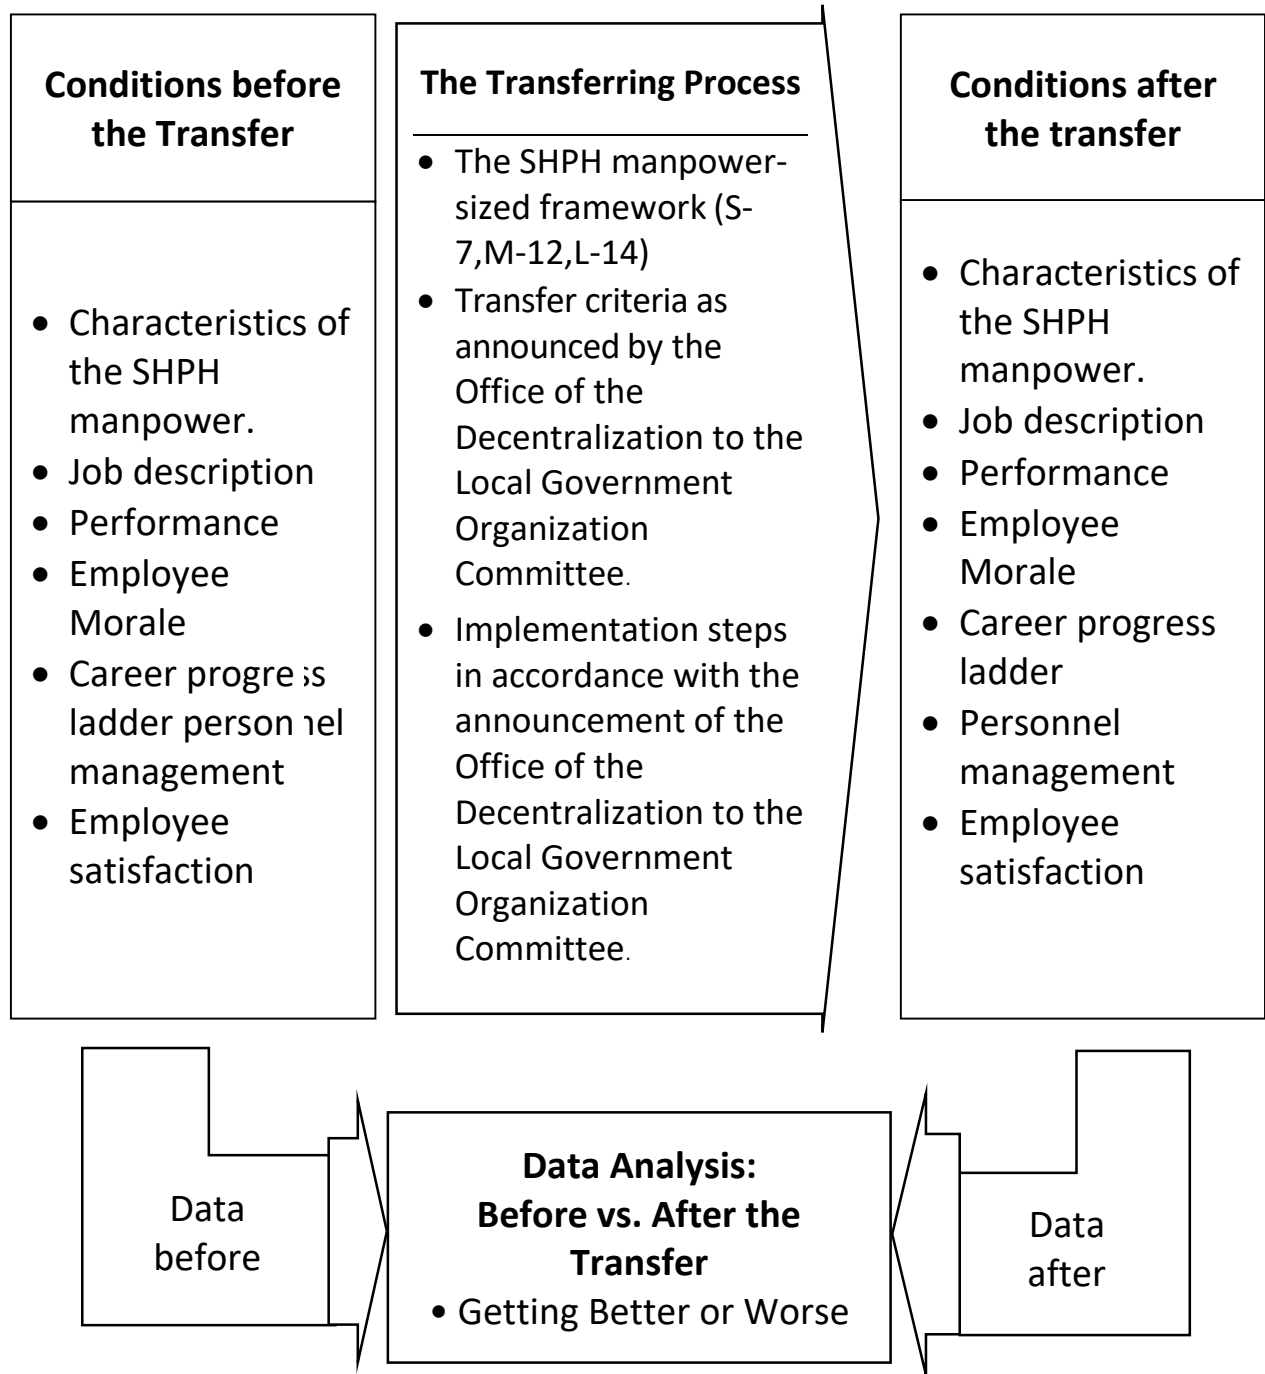 Conditions before
the Transfer
• Characteristics of
the SHPH
manpower.
• Job description
• Performance
• Employee
Morale
• Career progress
ladder personnel
management
• Employee
satisfaction
The Transferring Process
• The SHPH manpower-
sized framework (S-
7,M-12,L-14)
• Transfer criteria as
announced by the
Office of the
Decentralization to the
Local Government
Organization
Committee.
• Implementation steps
in accordance with the
announcement of the
Office of the
Decentralization to the
Local Government
Organization
Committee.
Conditions after
the transfer
• Characteristics of
the SHPH
manpower.
• Job description
• Performance
• Employee
Morale
• Career progress
ladder
• Personnel
management
• Employee
satisfaction
Data
before
Data Analysis:
Before vs. After the
Transfer
• Getting Better or Worse
Data
after